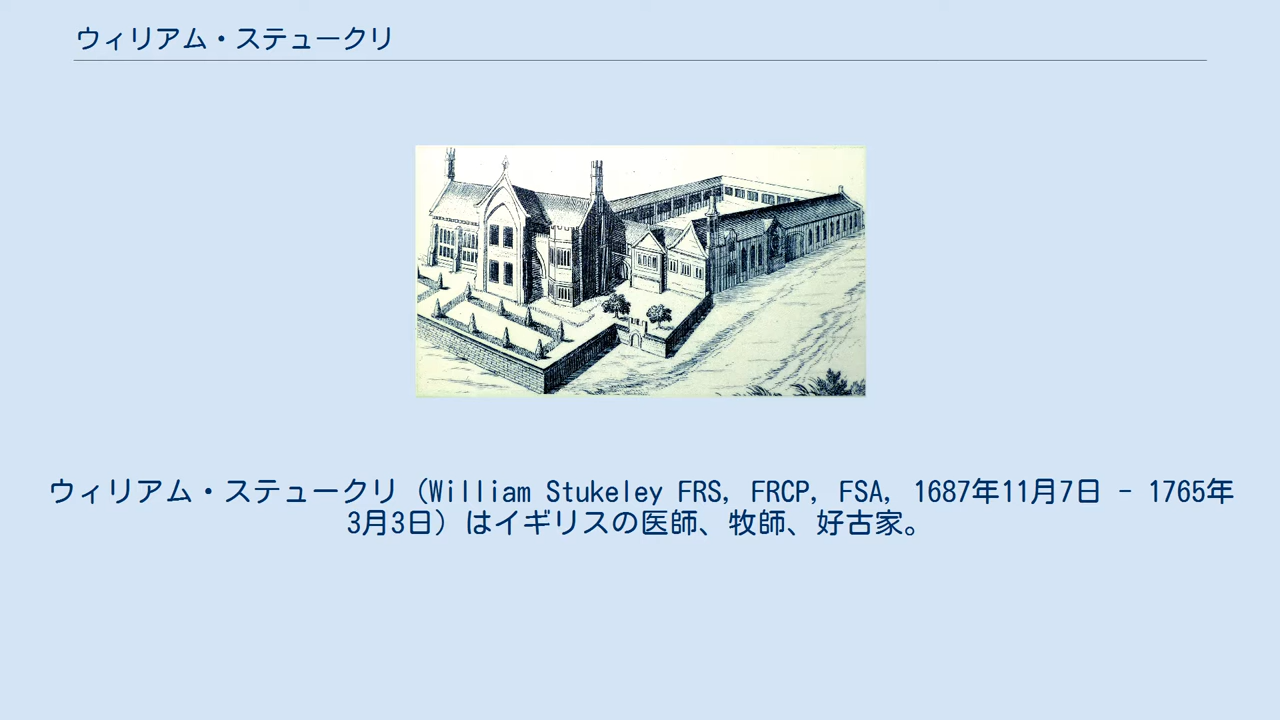 ウィリアム・ステュークリ
ウィリアム・ステュークリ（William Stukeley FRS, FRCP, FSA, 1687年11月7日 - 1765年
3月3日）はイギリスの医師、牧師、好古家。